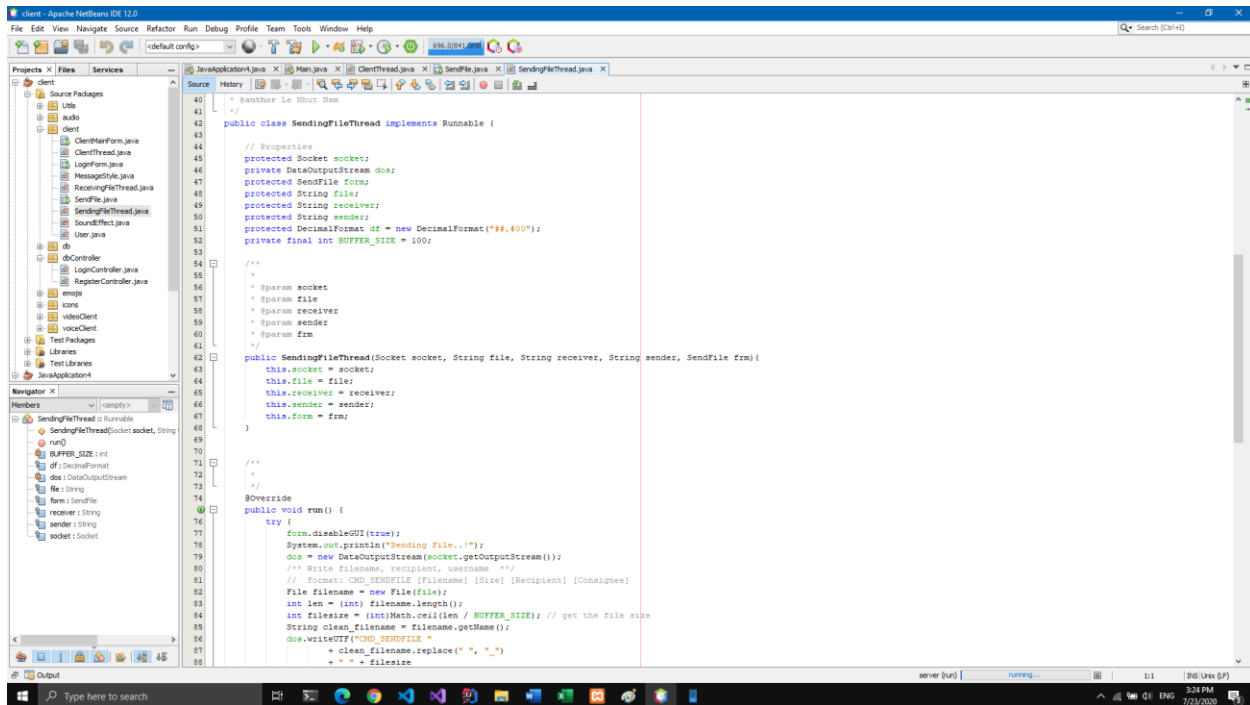 client - Apache NetBeans IDE 12.0
File Edit View Navigate Source Refactor Run Debug Profile Team Tools Window Help
Search (Ctrl+I)
<default config>
Projects Files Services
JavaApplication4.java Main.java ClientThread.java SendFile.java SendingFileThread.java
Source History
client
Source Packages
Utils
audio
client
ClientMainForm.java
ClientThread.java
LoginForm.java
MessageStyle.java
ReceivingFileThread.java
SendFile.java
SendingFileThread.java
SoundEffect.java
User.java
db
dbController
LoginController.java
RegisterController.java
emojis
icons
videoClient
voiceClient
Test Packages
Libraries
Test Libraries
JavaApplication4
Navigator
Members <empty>
SendingFileThread :: Runnable
SendingFileThread(Socket socket, String
run()
BUFFER_SIZE : int
df : DecimalFormat
dos : DataOutputStream
file : String
form : SendFile
receiver : String
sender : String
socket : Socket
40 * @author Le Nhut Nam
41 */
42 public class SendingFileThread implements Runnable {
43
44 // Properties
45 protected Socket socket;
46 private DataOutputStream dos;
47 protected SendFile form;
48 protected String file;
49 protected String receiver;
50 protected String sender;
51 protected DecimalFormat df = new DecimalFormat("##,#00");
52 private final int BUFFER_SIZE = 100;
53
54 /**
55 *
56 * @param socket
57 * @param file
58 * @param receiver
59 * @param sender
60 * @param frm
61 */
62 public SendingFileThread(Socket socket, String file, String receiver, String sender, SendFile frm){
63 this.socket = socket;
64 this.file = file;
65 this.receiver = receiver;
66 this.sender = sender;
67 this.form = frm;
68 }
69
70
71 /**
72 *
73 */
74 @Override
public void run() {
76 try {
77 form.disableGUI(true);
78 System.out.println("Sending File..!");
79 dos = new DataOutputStream(socket.getOutputStream());
80 /** Write filename, recipient, username **/
81 // Format: CMD_SENDFILE [Filename] [Size] [Recipient] [Consignee]
82 File filename = new File(file);
83 int len = (int) filename.length();
84 int filesize = (int)Math.ceil(len / BUFFER_SIZE); // get the file size
85 String clean_filename = filename.getName();
86 dos.writeUTF("CMD_SENDFILE "
87 + clean_filename.replace(" ", "_")
88 + " " + filesize
Output
server (run) running... 1:1 INS Unix (LF)
Type here to search
ENG
3:24 PM
7/23/2020